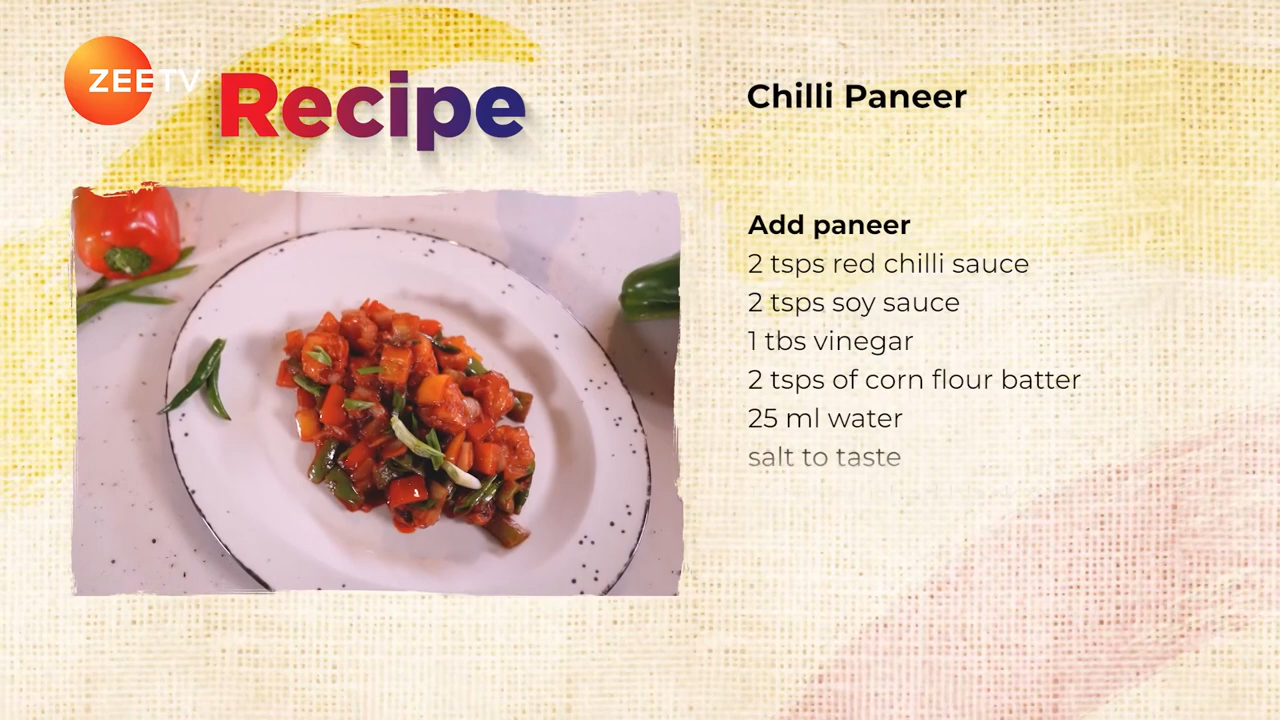 ZEE TV
Recipe
Chilli Paneer
Add paneer
2 tsps red chilli sauce
2 tsps soy sauce
1 tbs vinegar
2 tsps of corn flour batter
25 ml water
salt to taste